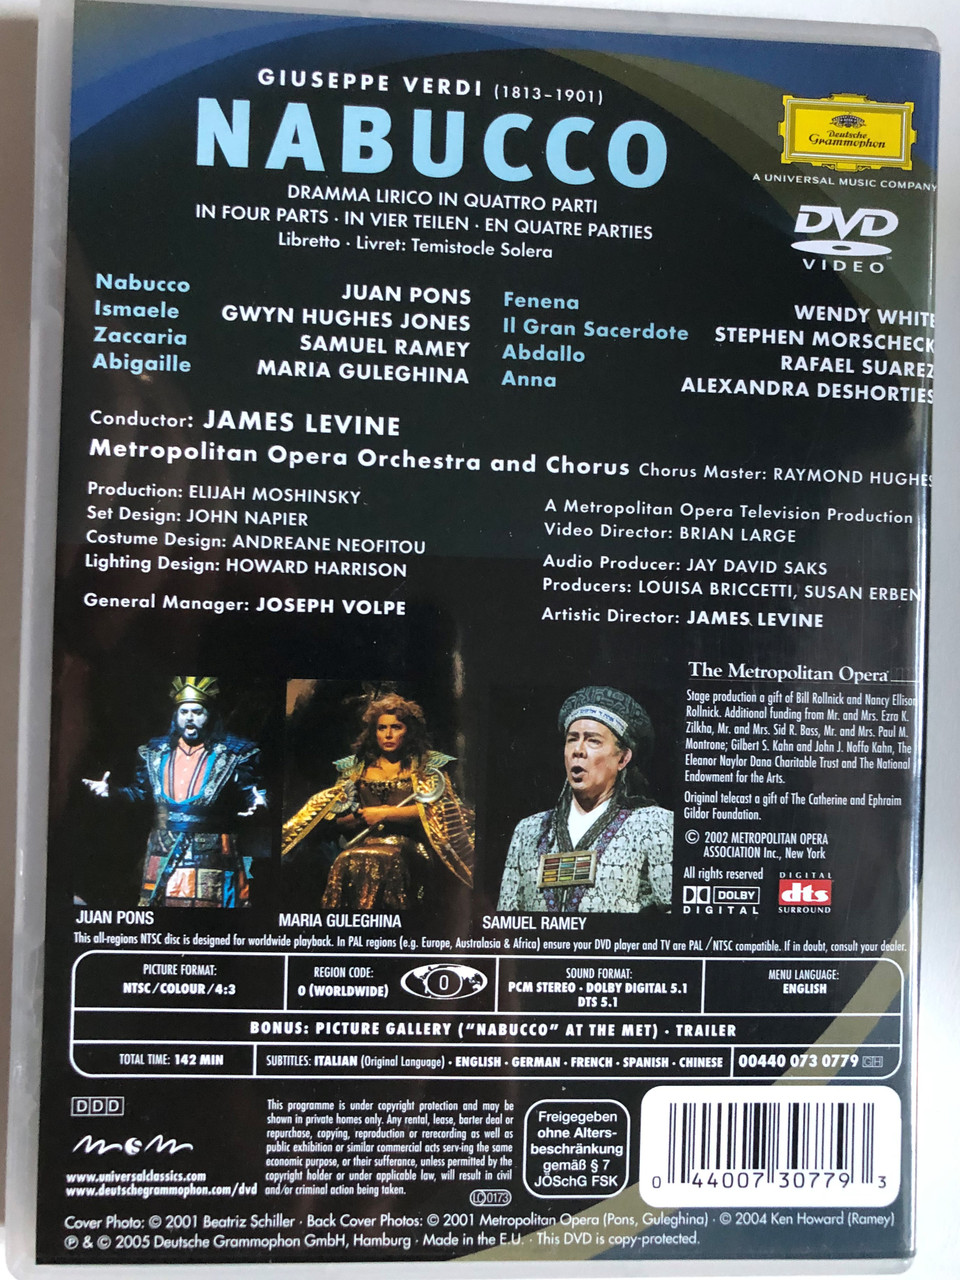 GIUSEPPE VERDI (1813–1901)
NABUCCO
DRAMMA LIRICO IN QUATTRO PARTI
IN FOUR PARTS · IN VIER TEILEN · EN QUATRE PARTIES
Libretto · Livret: Temistocle Solera
Deutsche
Grammophon
A UNIVERSAL MUSIC COMPANY
DVD
VIDEO
Nabucco JUAN PONS
Ismaele GWYN HUGHES JONES
Zaccaria SAMUEL RAMEY
Abigaille MARIA GULEGHINA
Fenena WENDY WHITE
Il Gran Sacerdote STEPHEN MORSCHECK
Abdallo RAFAEL SUAREZ
Anna ALEXANDRA DESHORTIES
Conductor: JAMES LEVINE
Metropolitan Opera Orchestra and Chorus Chorus Master: RAYMOND HUGHES
Production: ELIJAH MOSHINSKY
Set Design: JOHN NAPIER
Costume Design: ANDREANE NEOFITOU
Lighting Design: HOWARD HARRISON
General Manager: JOSEPH VOLPE
A Metropolitan Opera Television Production
Video Director: BRIAN LARGE
Audio Producer: JAY DAVID SAKS
Producers: LOUISA BRICCETTI, SUSAN ERBEN
Artistic Director: JAMES LEVINE
The Metropolitan Opera
Stage production a gift of Bill Rollnick and Nancy Ellison
Rollnick. Additional funding from Mr. and Mrs. Ezra K.
Zilkha, Mr. and Mrs. Sid R. Bass, Mr. and Mrs. Paul M.
Montrone; Gilbert S. Kahn and John J. Noffo Kahn, The
Eleanor Naylor Dana Charitable Trust and The National
Endowment for the Arts.
Original telecast a gift of The Catherine and Ephraim
Gildor Foundation.
© 2002 METROPOLITAN OPERA
ASSOCIATION Inc., New York
All rights reserved
DOLBY
DIGITAL
DIGITAL
dts
SURROUND
JUAN PONS
MARIA GULEGHINA
SAMUEL RAMEY
This all-regions NTSC disc is designed for worldwide playback. In PAL regions (e.g. Europe, Australasia & Africa) ensure your DVD player and TV are PAL/NTSC compatible. If in doubt, consult your dealer.
PICTURE FORMAT:
NTSC/COLOUR/4:3
REGION CODE:
0 (WORLDWIDE)
0
SOUND FORMAT:
PCM STEREO · DOLBY DIGITAL 5.1
DTS 5.1
MENU LANGUAGE:
ENGLISH
BONUS: PICTURE GALLERY ("NABUCCO" AT THE MET) · TRAILER
TOTAL TIME: 142 MIN
SUBTITLES: ITALIAN (Original Language) · ENGLISH · GERMAN · FRENCH · SPANISH · CHINESE
00440 073 0779 GH
DDD
www.universalclassics.com
www.deutschegrammophon.com/dvd
This programme is under copyright protection and may be
shown in private homes only. Any rental, lease, barter deal or
repurchase, copying, reproduction or rerecording as well as
public exhibition or similar commercial acts serv-ing the same
economic purpose, or their sufferance, unless permitted by the
copyright holder or under applicable law, will result in civil
and/or criminal action being taken.
LC 0173
Freigegeben
ohne Alters-
beschränkung
gemäß § 7
JÖSchG FSK
0 44007 30779 3
Cover Photo: © 2001 Beatriz Schiller · Back Cover Photos: © 2001 Metropolitan Opera (Pons, Guleghina) · © 2004 Ken Howard (Ramey)
℗ & © 2005 Deutsche Grammophon GmbH, Hamburg · Made in the E.U. · This DVD is copy-protected.